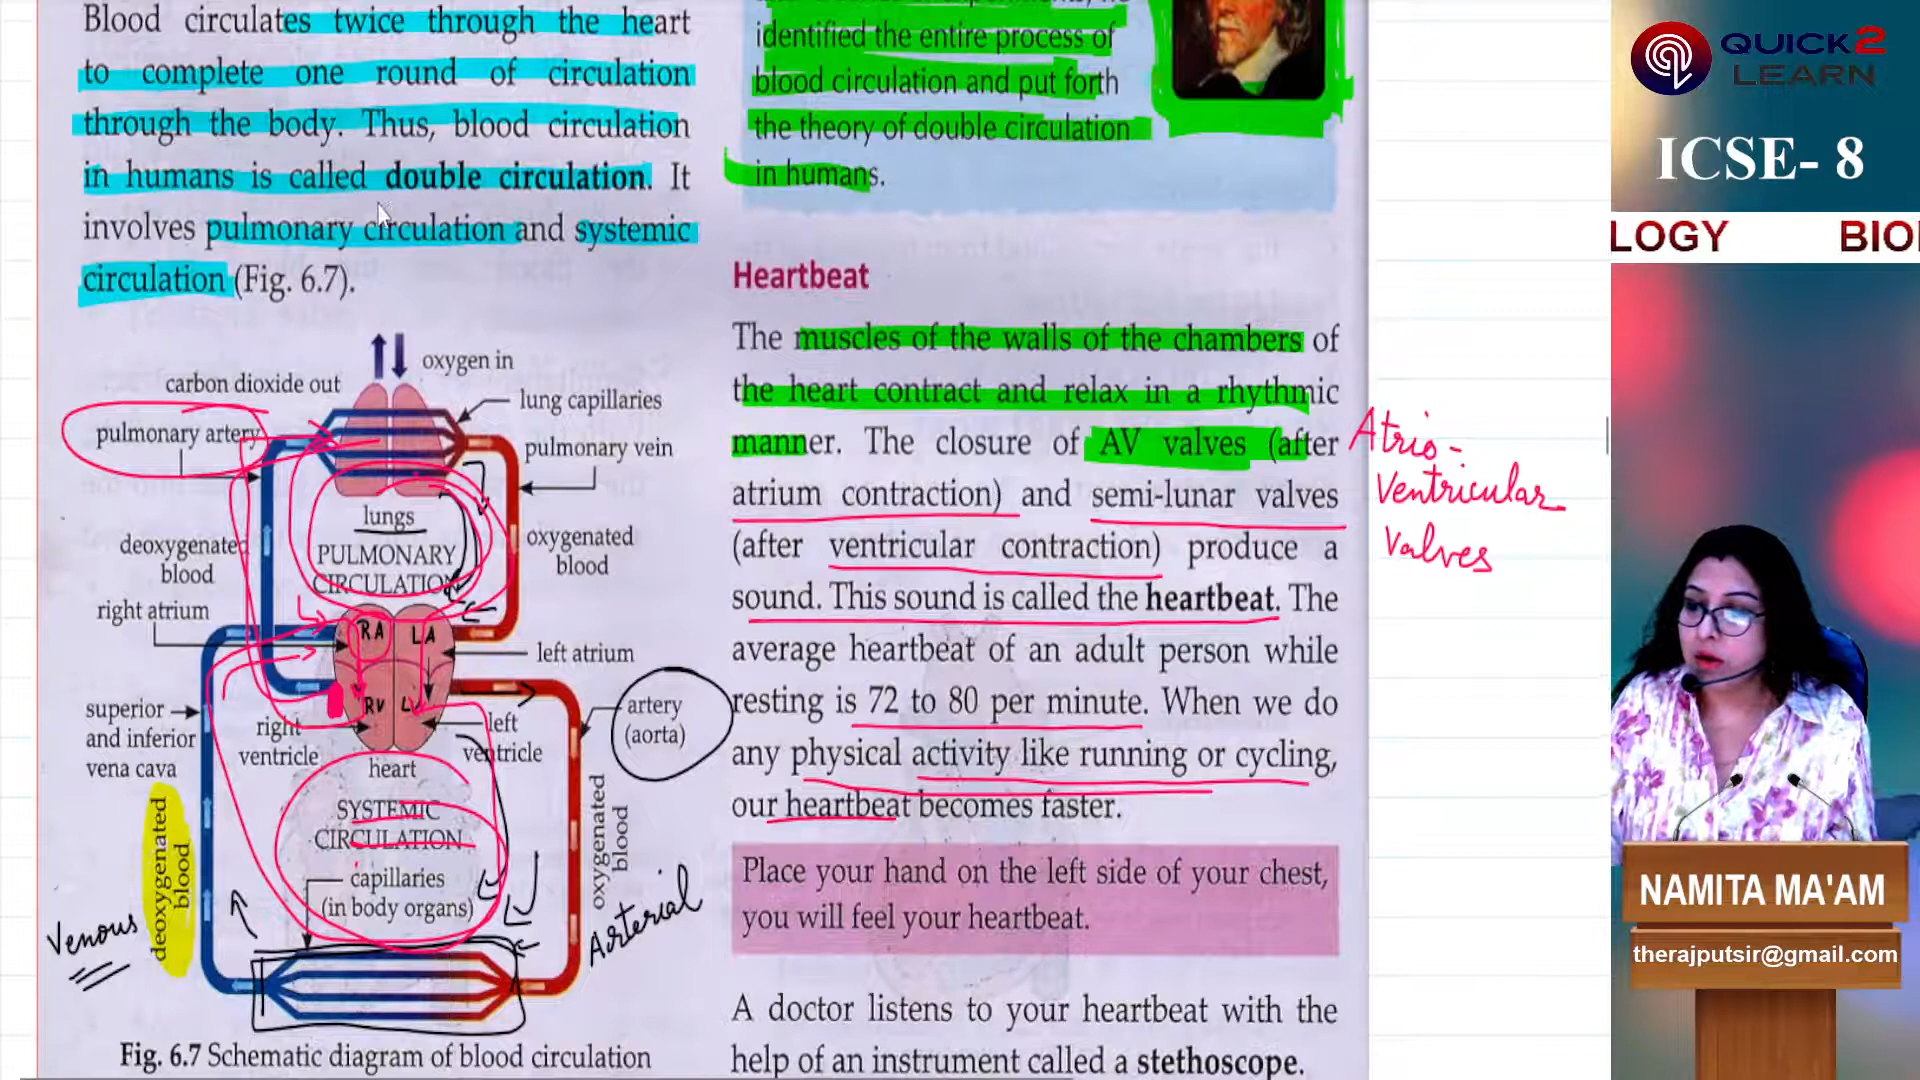 Blood circulates twice through the heart
to complete one round of circulation
through the body. Thus, blood circulation
in humans is called double circulation. It
involves pulmonary circulation and systemic
circulation (Fig. 6.7).
oxygen in
carbon dioxide out
lung capillaries
pulmonary artery
pulmonary vein
lungs
PULMONARY
CIRCULATION
deoxygenated
blood
oxygenated
blood
right atrium
RA
LA
left atrium
RV
superior
and inferior
vena cava
right
ventricle
left
ventricle
artery
(aorta)
heart
SYSTEMIC
CIRCULATION
capillaries
(in body organs)
deoxygenated
blood
oxygenated
blood
Venous
Arterial
Fig. 6.7 Schematic diagram of blood circulation
identified the entire process of
blood circulation and put forth
the theory of double circulation
in humans.
Heartbeat
The muscles of the walls of the chambers of
the heart contract and relax in a rhythmic
manner. The closure of AV valves (after
atrium contraction) and semi-lunar valves
(after ventricular contraction) produce a
sound. This sound is called the heartbeat. The
average heartbeat of an adult person while
resting is 72 to 80 per minute. When we do
any physical activity like running or cycling,
our heartbeat becomes faster.
Place your hand on the left side of your chest,
you will feel your heartbeat.
A doctor listens to your heartbeat with the
help of an instrument called a stethoscope.
Atrio-
Ventricular
Valves
QUICK2
LEARN
ICSE- 8
LOGY BIO
NAMITA MA'AM
therajputsir@gmail.com